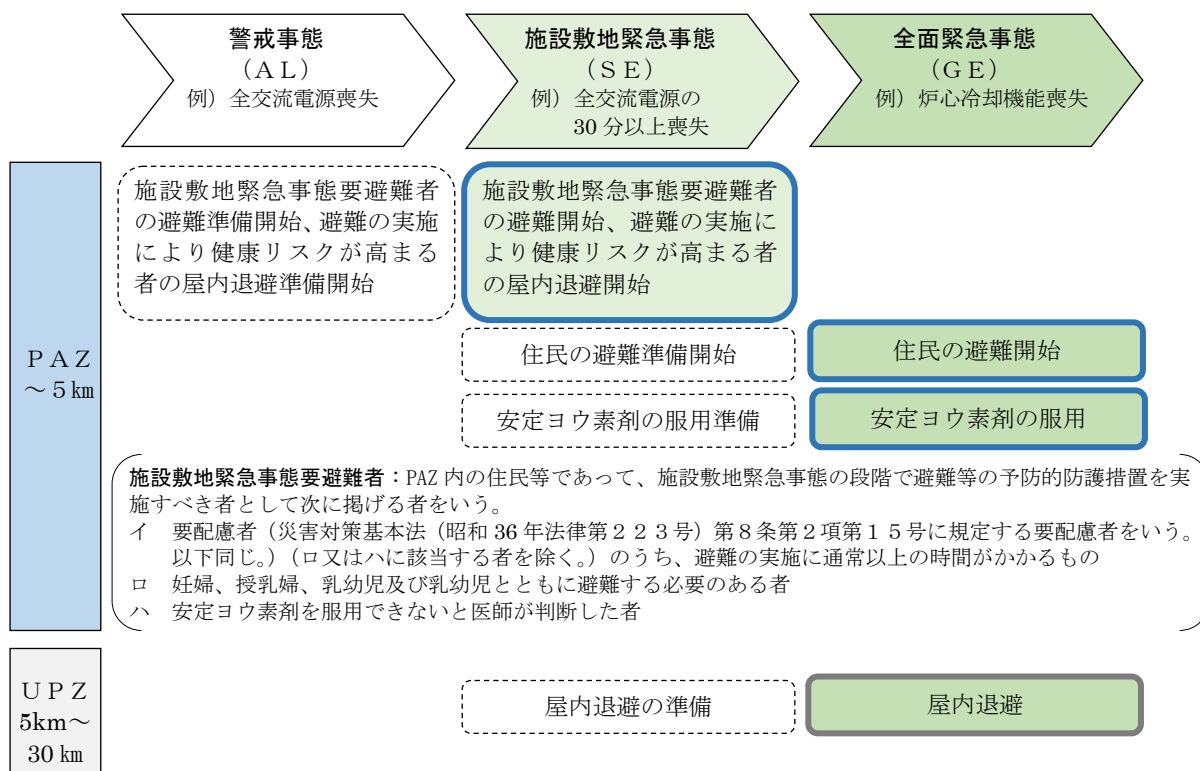 警戒事態
（ＡＬ）
例）全交流電源喪失
施設敷地緊急事態
（ＳＥ）
例）全交流電源の
30 分以上喪失
全面緊急事態
（ＧＥ）
例）炉心冷却機能喪失
ＰＡＺ
～５㎞
施設敷地緊急事態要避難者
の避難準備開始、避難の実施
により健康リスクが高まる
者の屋内退避準備開始
施設敷地緊急事態要避難者
の避難開始、避難の実施に
より健康リスクが高まる者
の屋内退避開始
住民の避難準備開始
住民の避難開始
安定ヨウ素剤の服用準備
安定ヨウ素剤の服用
施設敷地緊急事態要避難者：PAZ 内の住民等であって、施設敷地緊急事態の段階で避難等の予防的防護措置を実
施すべき者として次に掲げる者をいう。
イ　要配慮者（災害対策基本法（昭和 36 年法律第２２３号）第８条第２項第１５号に規定する要配慮者をいう。
以下同じ。）（ロ又はハに該当する者を除く。）のうち、避難の実施に通常以上の時間がかかるもの
ロ　妊婦、授乳婦、乳幼児及び乳幼児とともに避難する必要のある者
ハ　安定ヨウ素剤を服用できないと医師が判断した者
ＵＰＺ
5km～
30 ㎞
屋内退避の準備
屋内退避